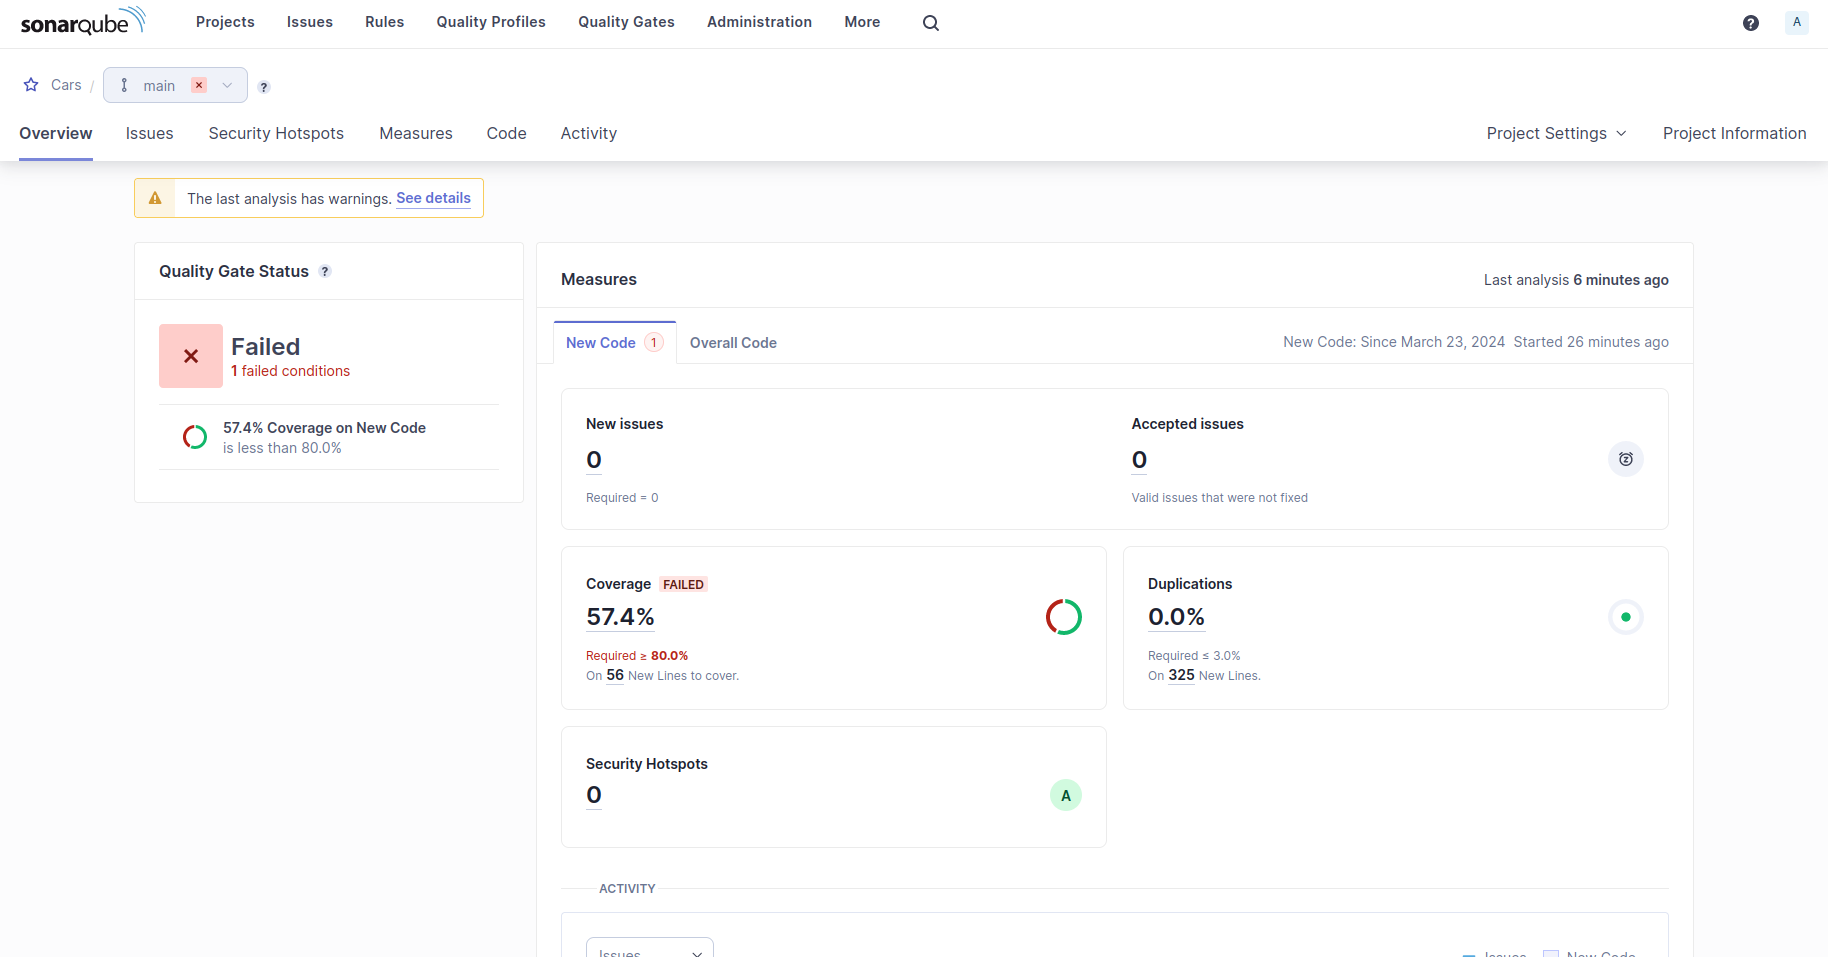 sonarqube Projects Issues Rules Quality Profiles Quality Gates Administration More ? A
Cars / main ?
Overview Issues Security Hotspots Measures Code Activity Project Settings Project Information
The last analysis has warnings. See details
Quality Gate Status ?
Failed
1 failed conditions
57.4% Coverage on New Code
is less than 80.0%
Measures Last analysis 6 minutes ago
New Code 1 Overall Code New Code: Since March 23, 2024 Started 26 minutes ago
New issues
0
Required = 0
Accepted issues
0
Valid issues that were not fixed
Coverage FAILED
57.4%
Required ≥ 80.0%
On 56 New Lines to cover.
Duplications
0.0%
Required ≤ 3.0%
On 325 New Lines.
Security Hotspots
0
A
ACTIVITY
Issues Issues New Code